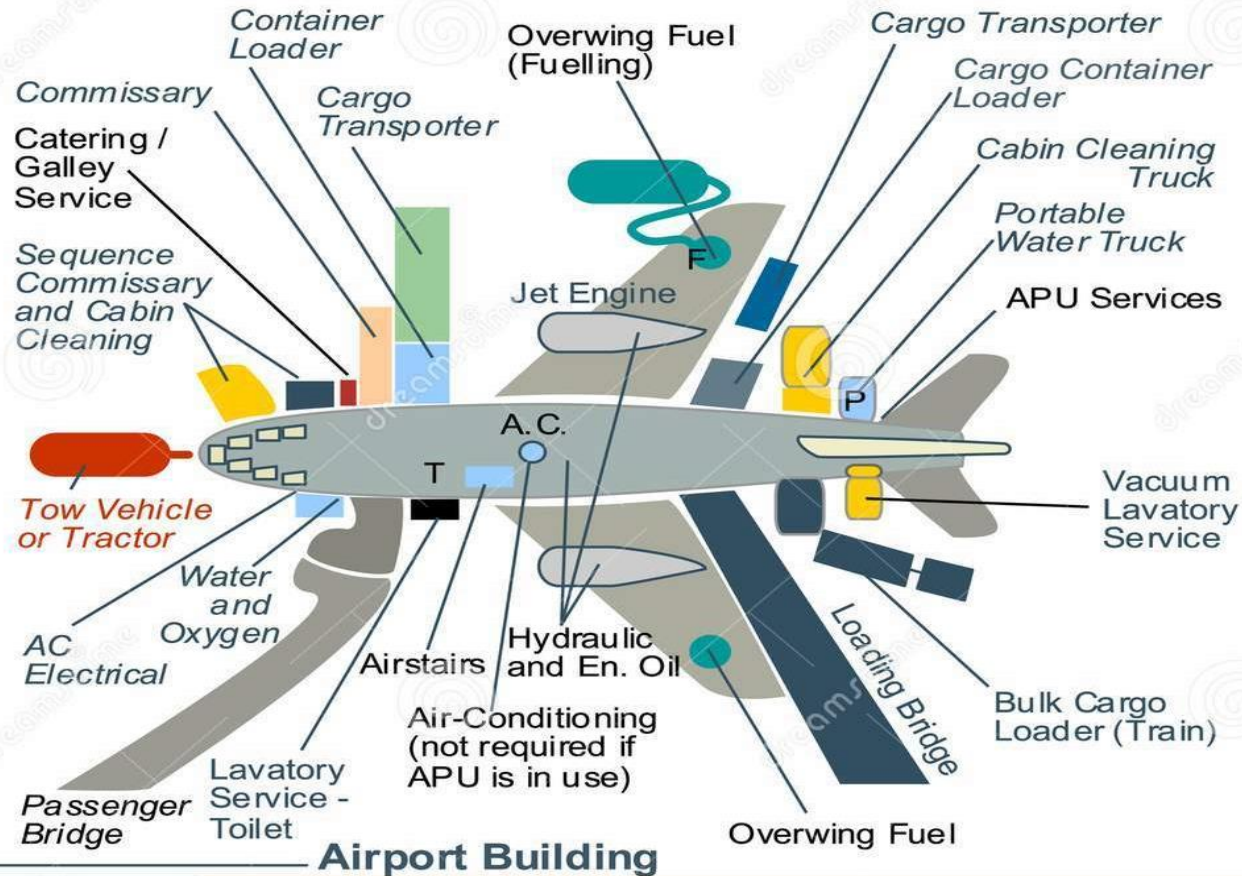 Container
Loader
Overwing Fuel
(Fuelling)
Cargo Transporter
Cargo Container
Loader
Commissary
Cargo
Transporter
Catering /
Galley
Service
Cabin Cleaning
Truck
Portable
Water Truck
Sequence
Commissary
and Cabin
Cleaning
F
Jet Engine
APU Services
P
A.C.
T
Tow Vehicle
or Tractor
Vacuum
Lavatory
Service
Water
and
Oxygen
AC
Electrical
Airstairs
Hydraulic
and En. Oil
Loading Bridge
Air-Conditioning
(not required if
APU is in use)
Bulk Cargo
Loader (Train)
Lavatory
Service -
Toilet
Passenger
Bridge
Overwing Fuel
Airport Building